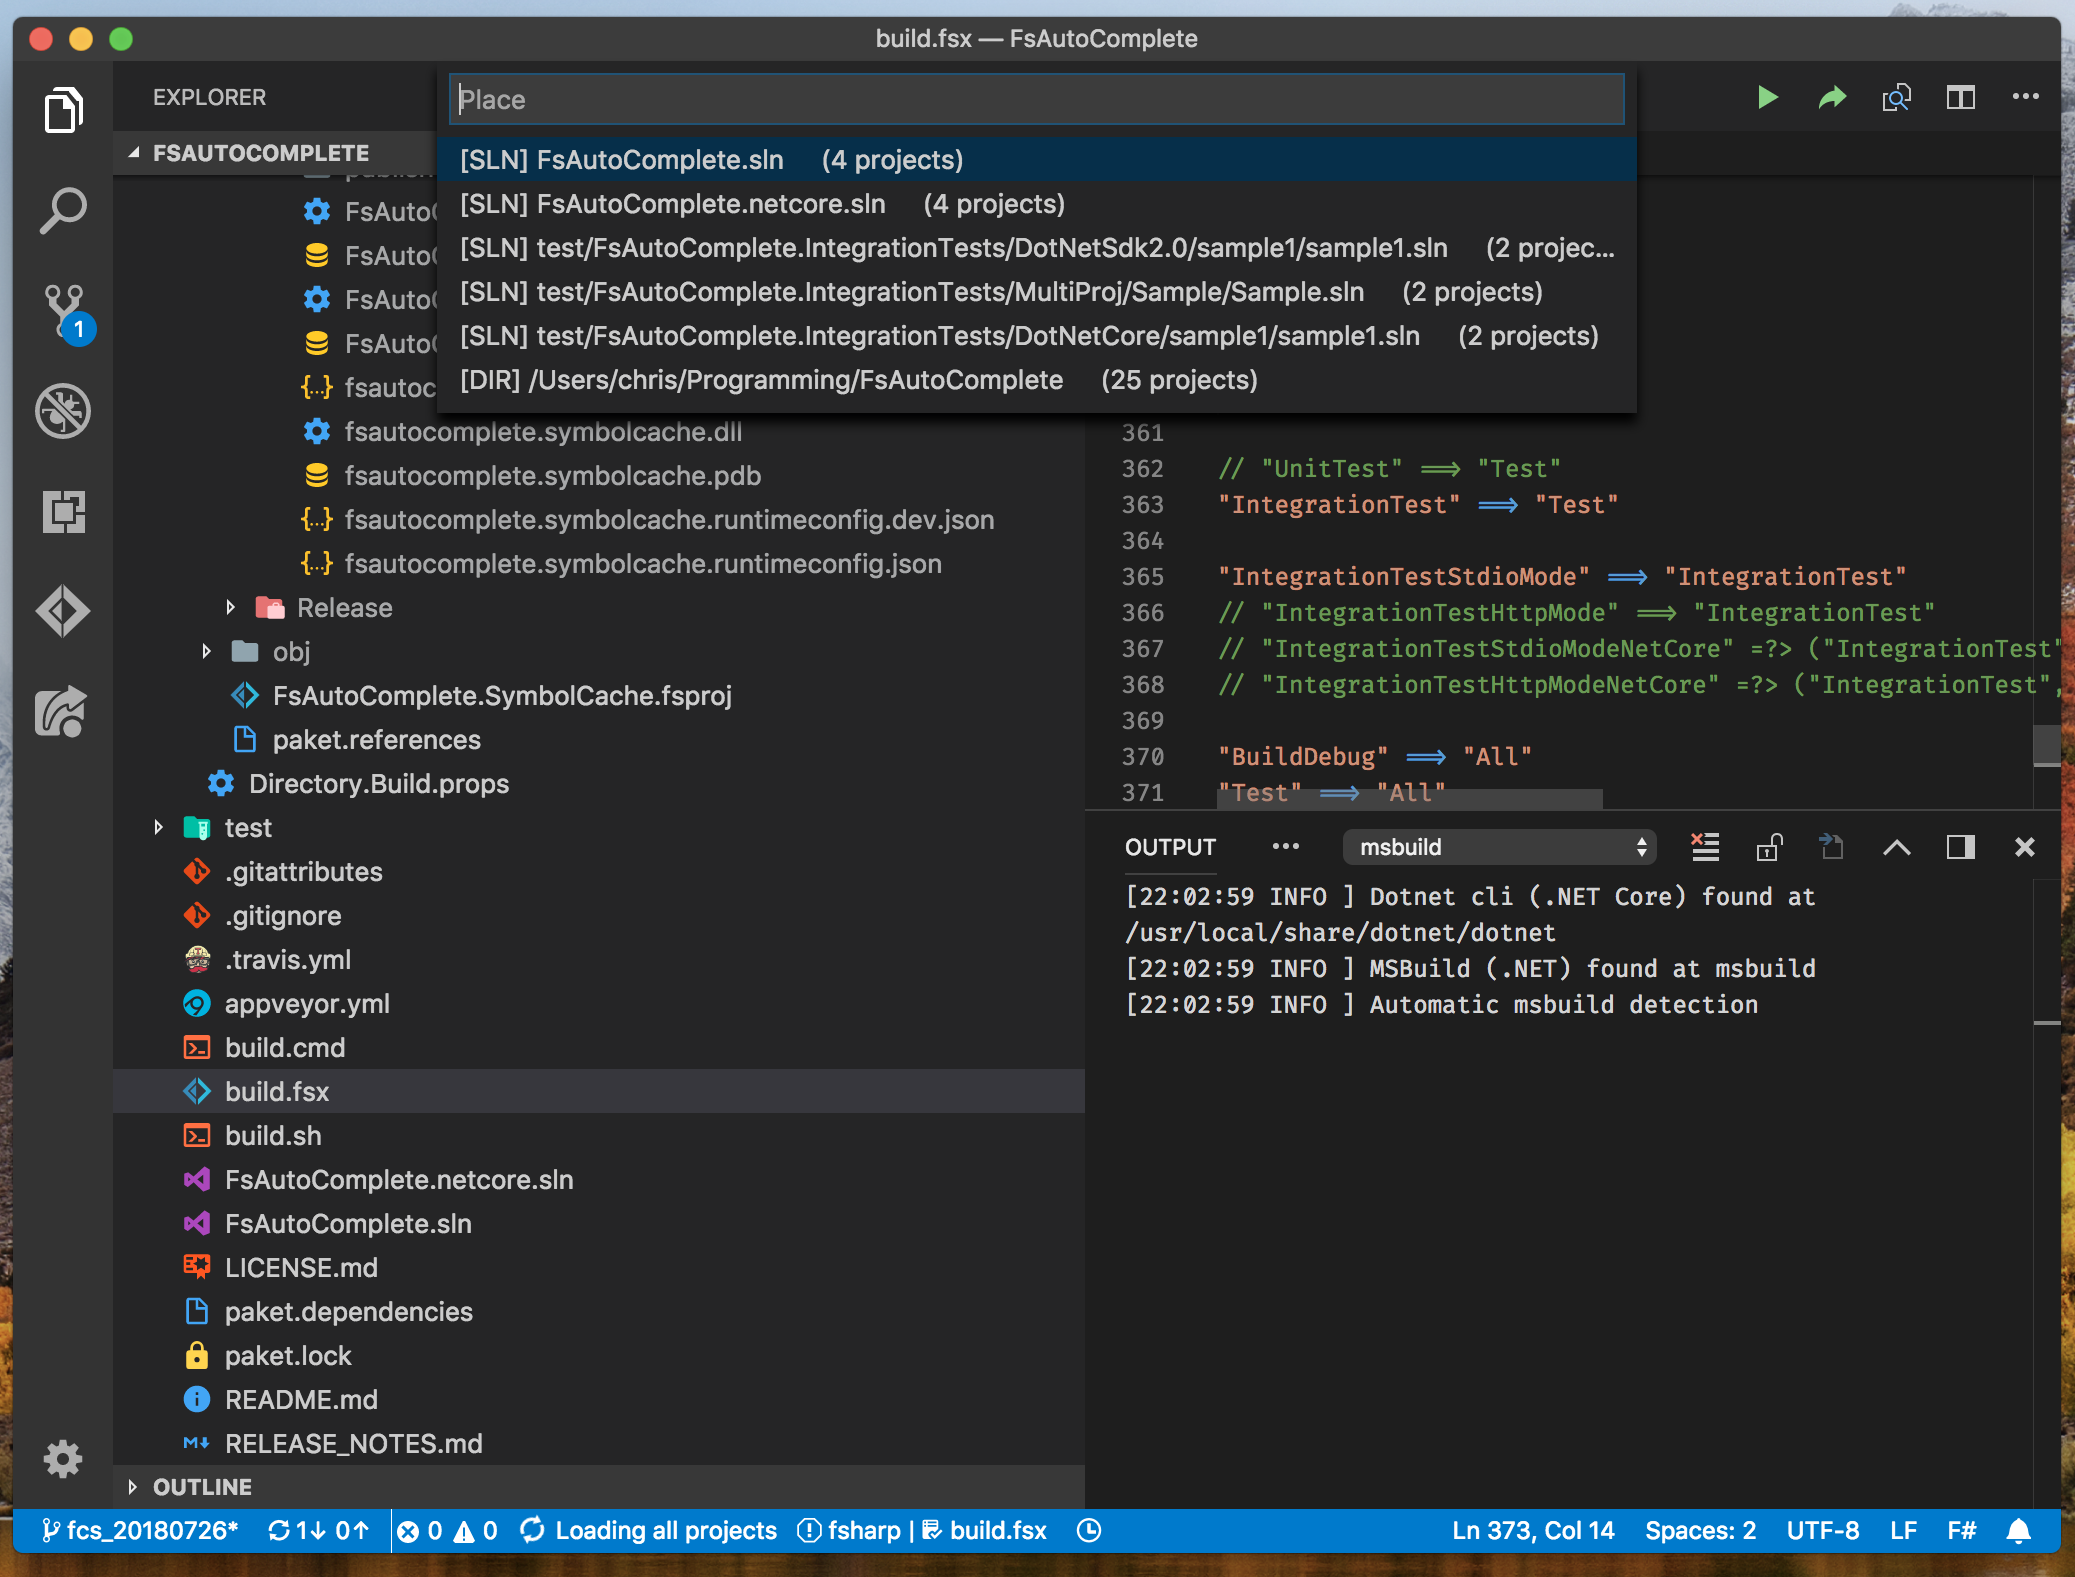 build.fsx — FsAutoComplete
EXPLORER
Place
FSAUTOCOMPLETE
[SLN] FsAutoComplete.sln (4 projects)
[SLN] FsAutoComplete.netcore.sln (4 projects)
[SLN] test/FsAutoComplete.IntegrationTests/DotNetSdk2.0/sample1/sample1.sln (2 projec...
[SLN] test/FsAutoComplete.IntegrationTests/MultiProj/Sample/Sample.sln (2 projects)
[SLN] test/FsAutoComplete.IntegrationTests/DotNetCore/sample1/sample1.sln (2 projects)
[DIR] /Users/chris/Programming/FsAutoComplete (25 projects)
FsAuto
FsAuto
FsAuto
FsAuto
fsautoc
fsautocomplete.symbolcache.dll
fsautocomplete.symbolcache.pdb
fsautocomplete.symbolcache.runtimeconfig.dev.json
fsautocomplete.symbolcache.runtimeconfig.json
Release
obj
FsAutoComplete.SymbolCache.fsproj
paket.references
Directory.Build.props
test
.gitattributes
.gitignore
.travis.yml
appveyor.yml
build.cmd
build.fsx
build.sh
FsAutoComplete.netcore.sln
FsAutoComplete.sln
LICENSE.md
paket.dependencies
paket.lock
README.md
RELEASE_NOTES.md
OUTLINE
1
361
362 // "UnitTest" ==> "Test"
363 "IntegrationTest" ==> "Test"
364
365 "IntegrationTestStdioMode" ==> "IntegrationTest"
366 // "IntegrationTestHttpMode" ==> "IntegrationTest"
367 // "IntegrationTestStdioModeNetCore" =?> ("IntegrationTest"
368 // "IntegrationTestHttpModeNetCore" =?> ("IntegrationTest",
369
370 "BuildDebug" ==> "All"
371 "Test" ==> "All"
OUTPUT ••• msbuild
[22:02:59 INFO ] Dotnet cli (.NET Core) found at
/usr/local/share/dotnet/dotnet
[22:02:59 INFO ] MSBuild (.NET) found at msbuild
[22:02:59 INFO ] Automatic msbuild detection
fcs_20180726* 1↓ 0↑ 0 0 Loading all projects fsharp | build.fsx Ln 373, Col 14 Spaces: 2 UTF-8 LF F#